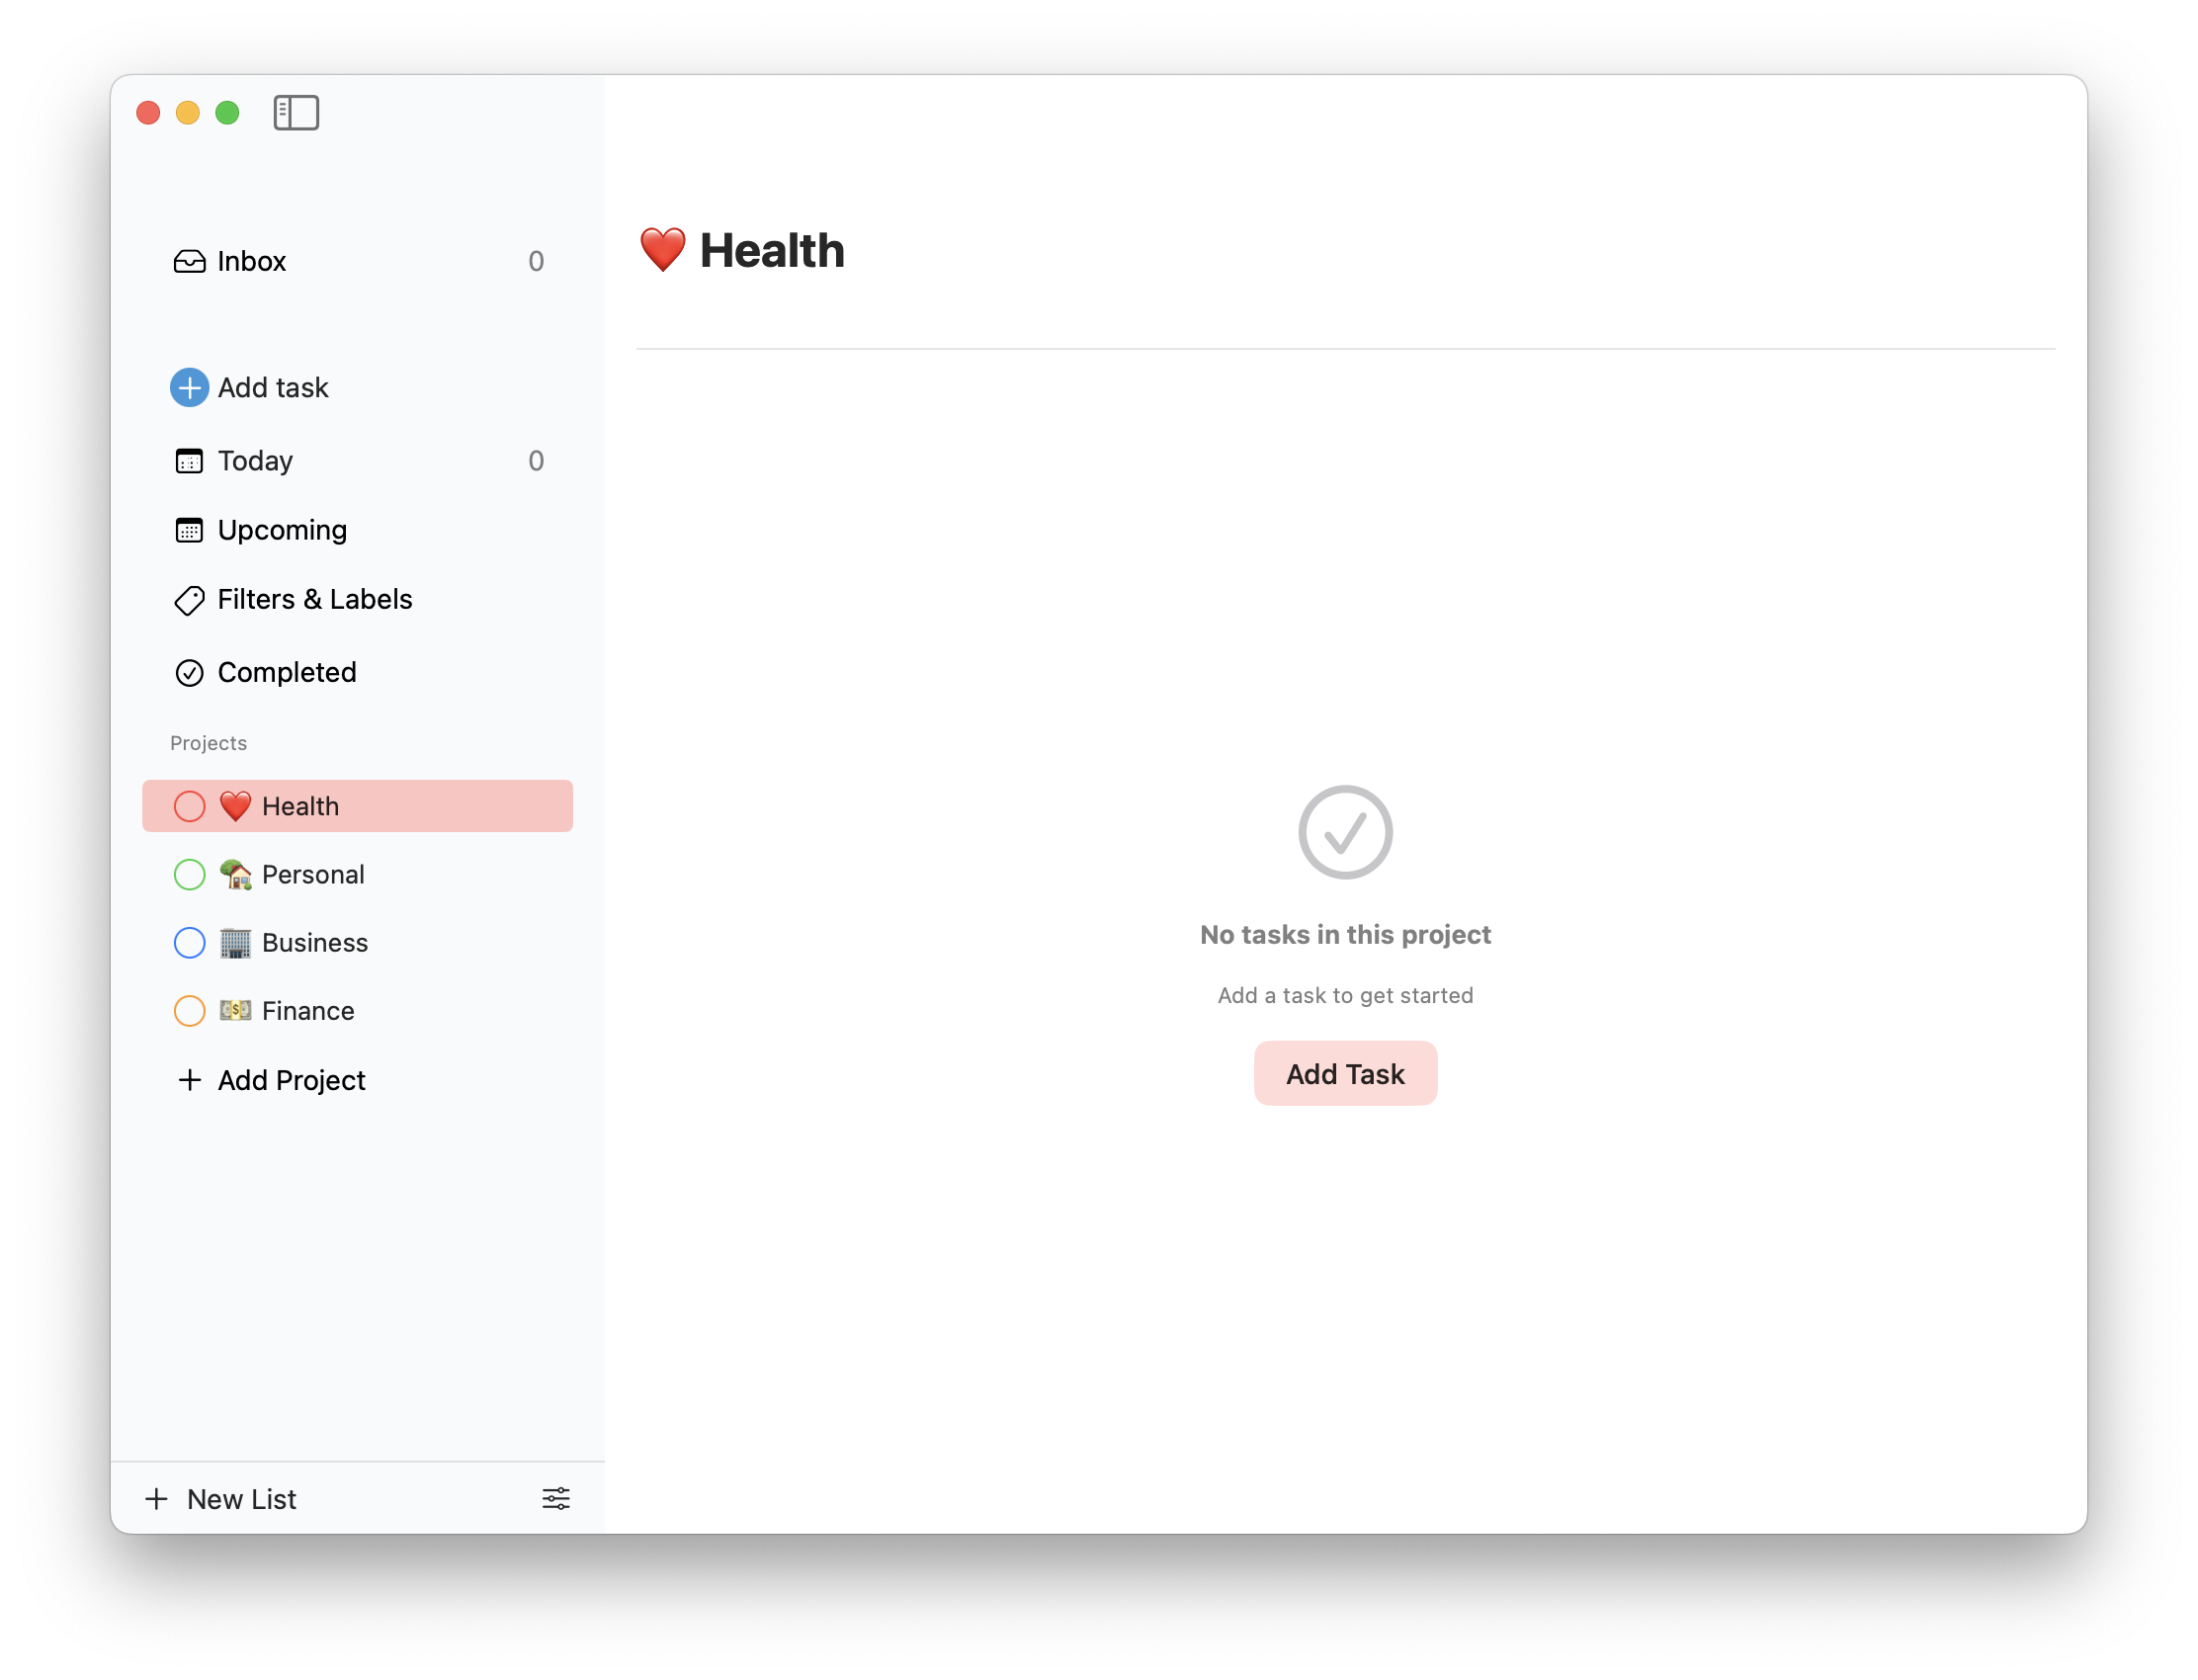 Inbox 0
Add task
Today 0
Upcoming
Filters & Labels
Completed
Projects
❤️ Health
🏡 Personal
🏢 Business
💵 Finance
Add Project
New List
❤️ Health
No tasks in this project
Add a task to get started
Add Task